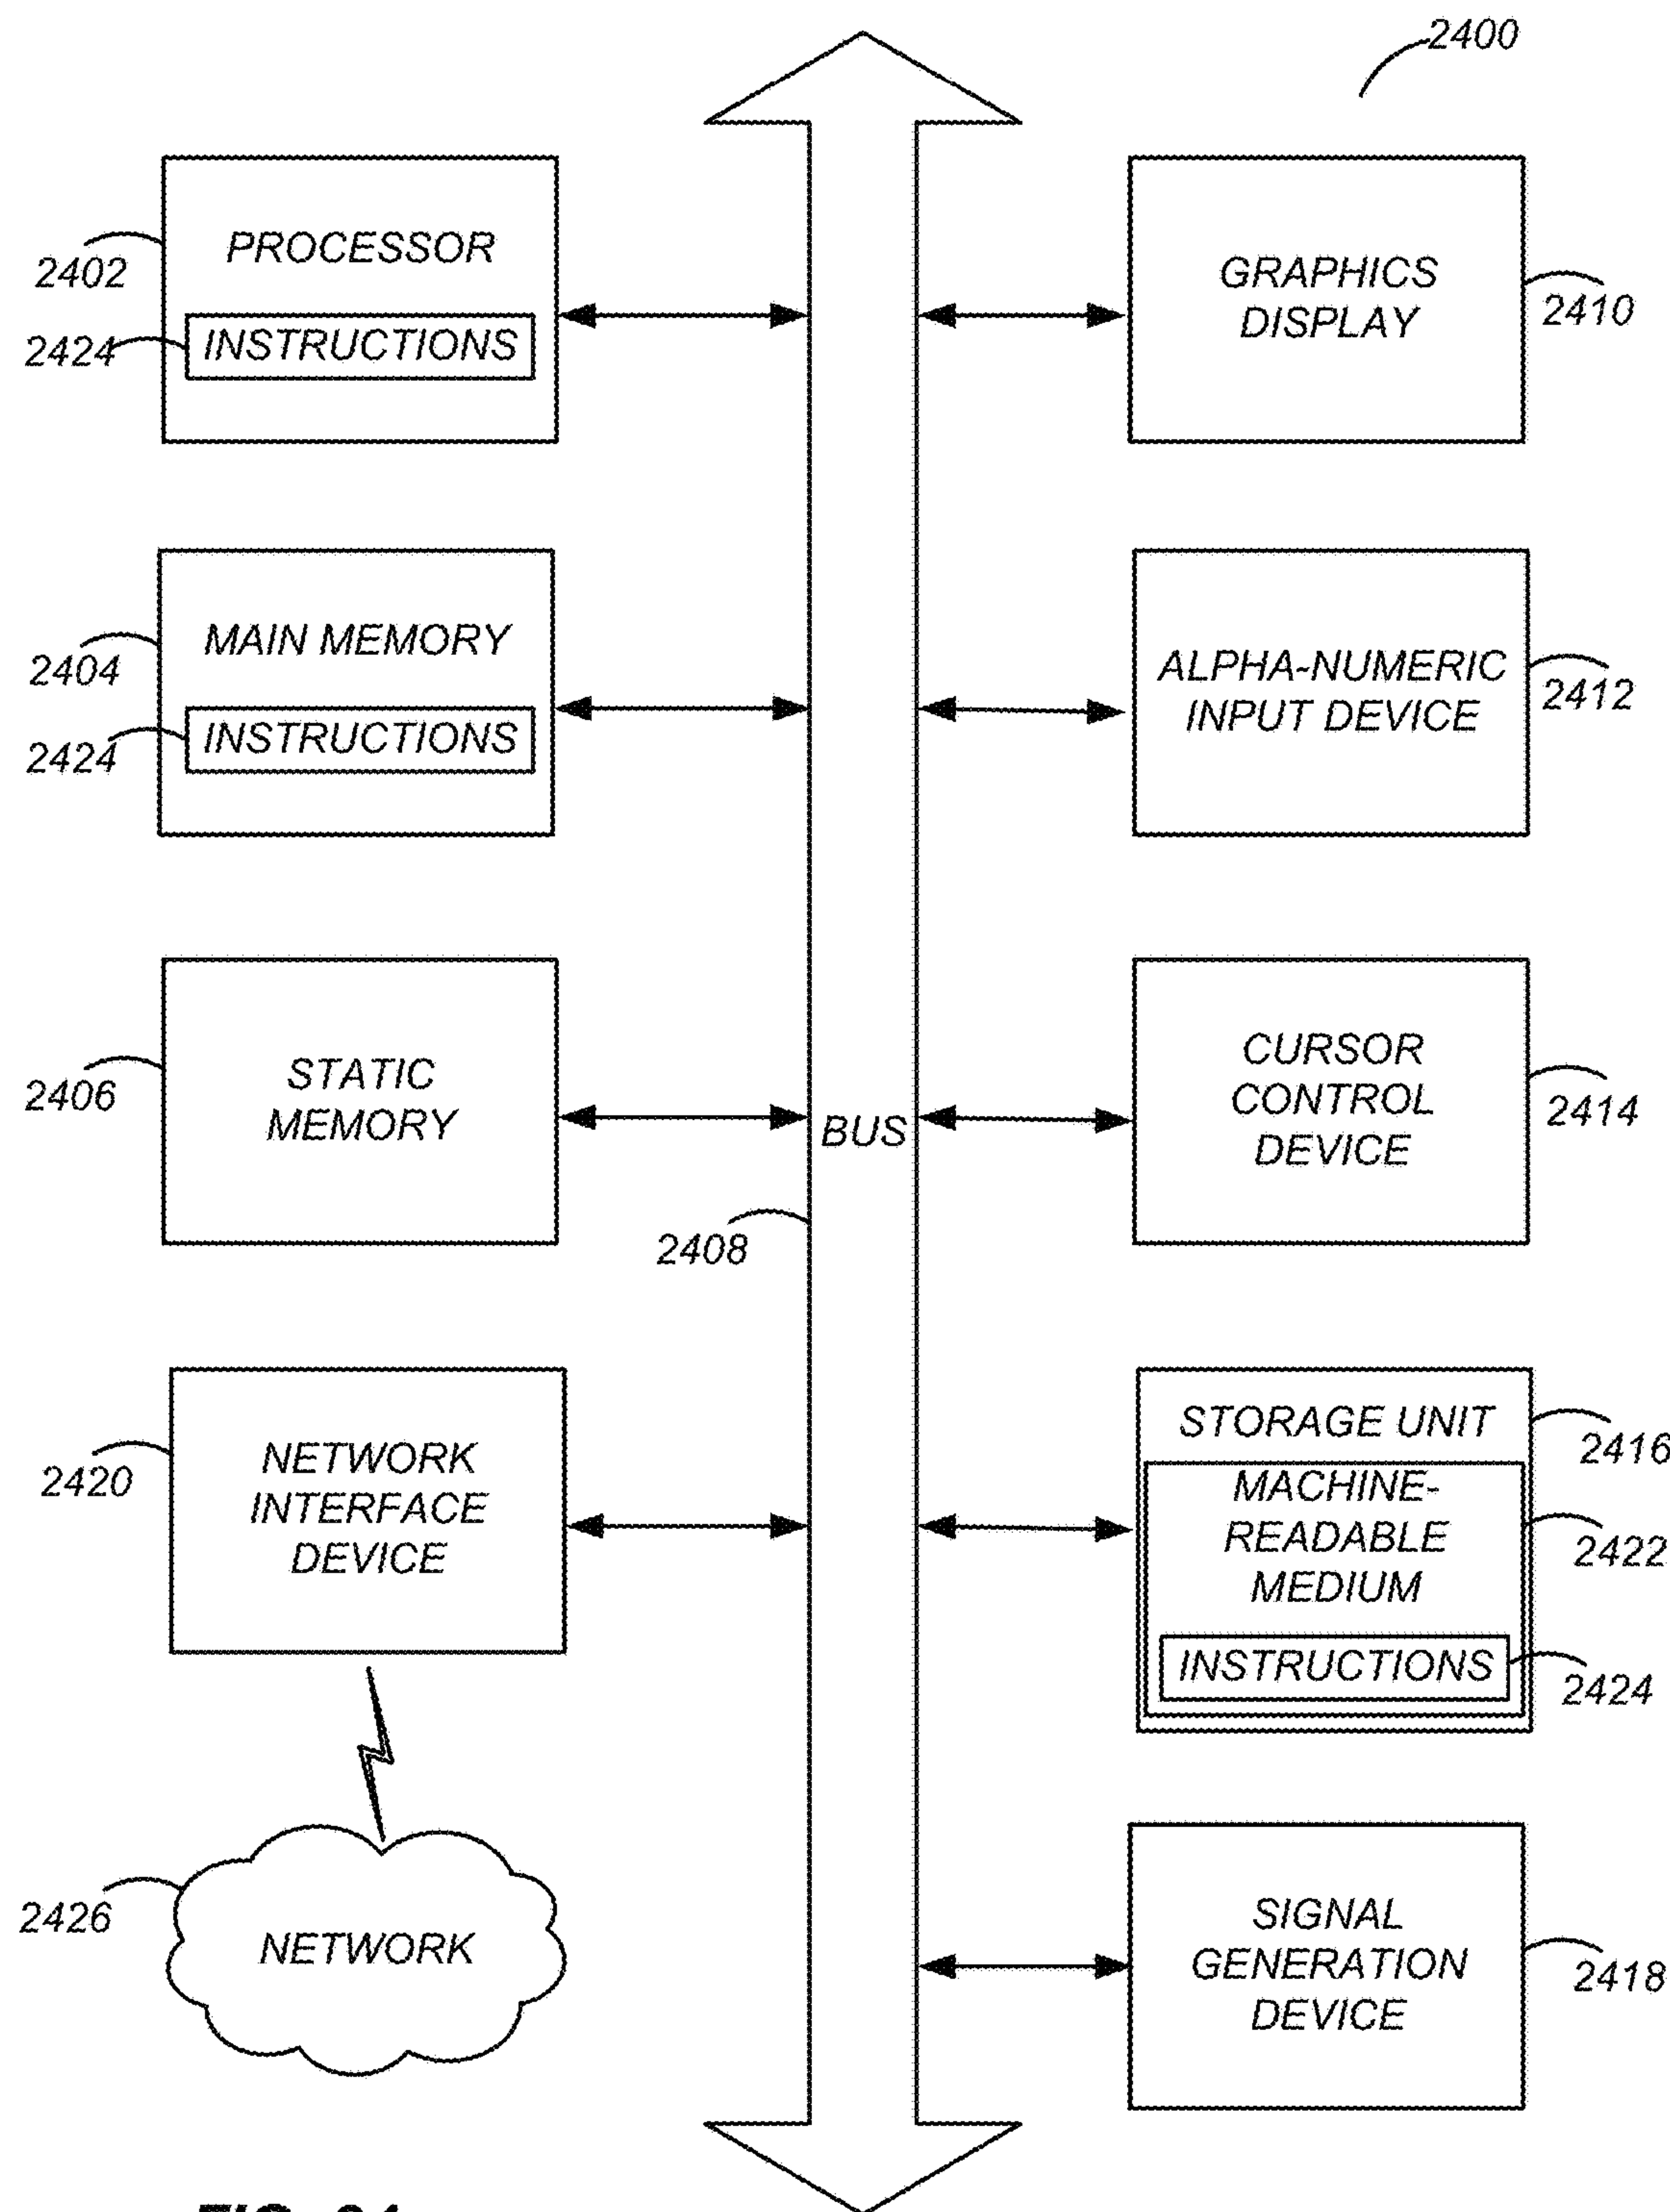 2400
PROCESSOR
2402
INSTRUCTIONS
2424
GRAPHICS
DISPLAY
2410
MAIN MEMORY
2404
INSTRUCTIONS
2424
ALPHA-NUMERIC
INPUT DEVICE
2412
STATIC
MEMORY
2406
BUS
2408
CURSOR
CONTROL
DEVICE
2414
NETWORK
INTERFACE
DEVICE
2420
STORAGE UNIT
2416
MACHINE-
READABLE
MEDIUM
2422
INSTRUCTIONS
2424
NETWORK
2426
SIGNAL
GENERATION
DEVICE
2418